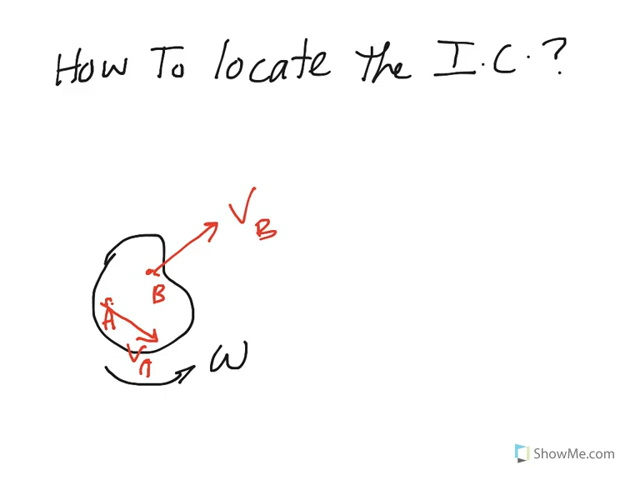 How To locate the I.C.?
V_B
B
A
V_A
ω
ShowMe.com